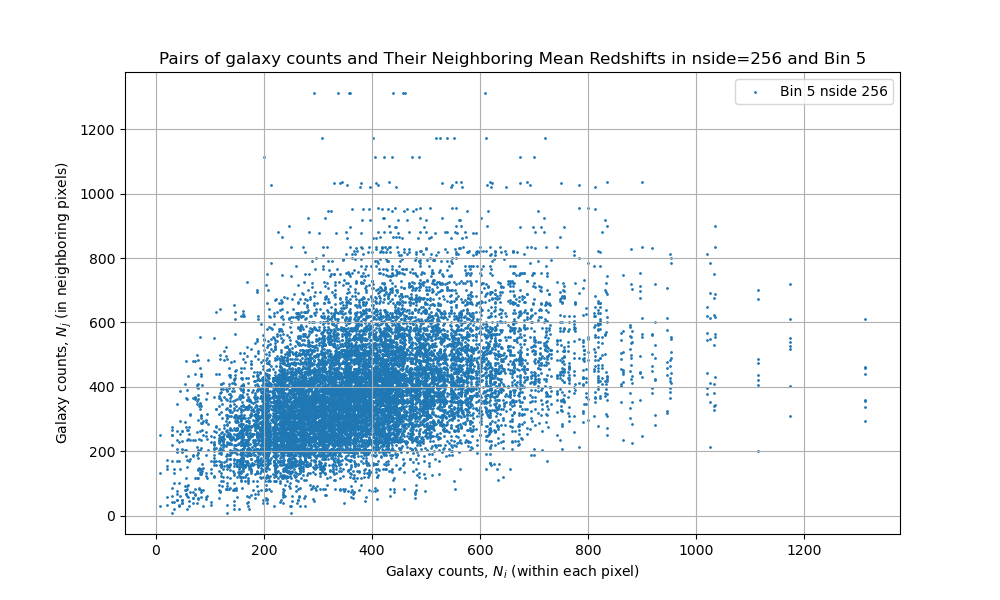 Pairs of galaxy counts and Their Neighboring Mean Redshifts in nside=256 and Bin 5
Bin 5 nside 256
1200
1000
800
600
400
200
0
Galaxy counts, N_j (in neighboring pixels)
0 200 400 600 800 1000 1200
Galaxy counts, N_i (within each pixel)